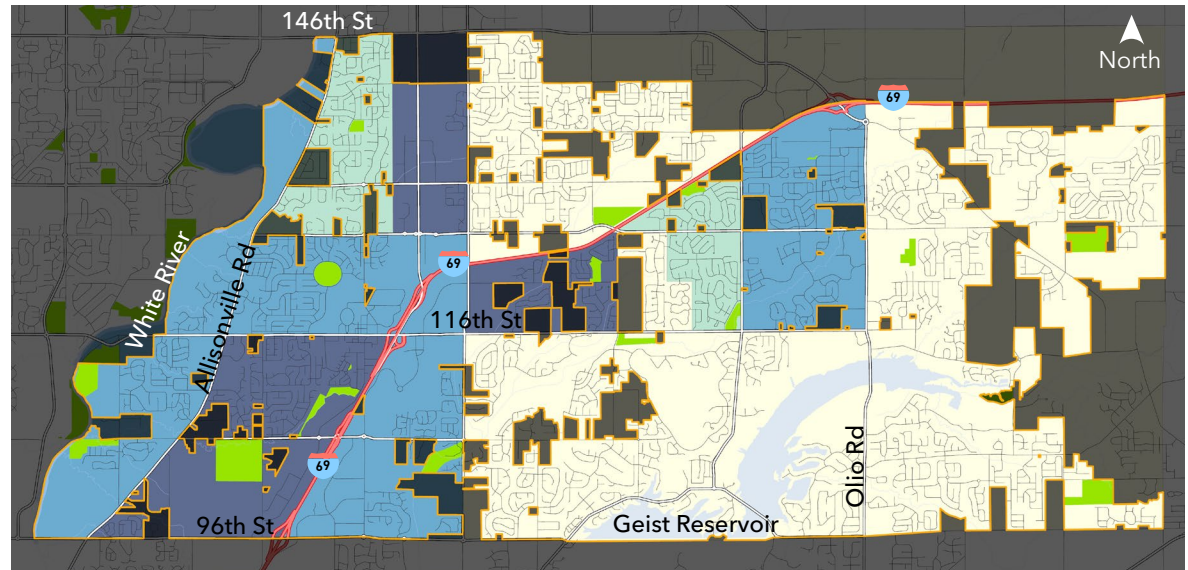 146th St
North
69
White River
Allisonville Rd
69
116th St
69
Olio Rd
96th St
Geist Reservoir